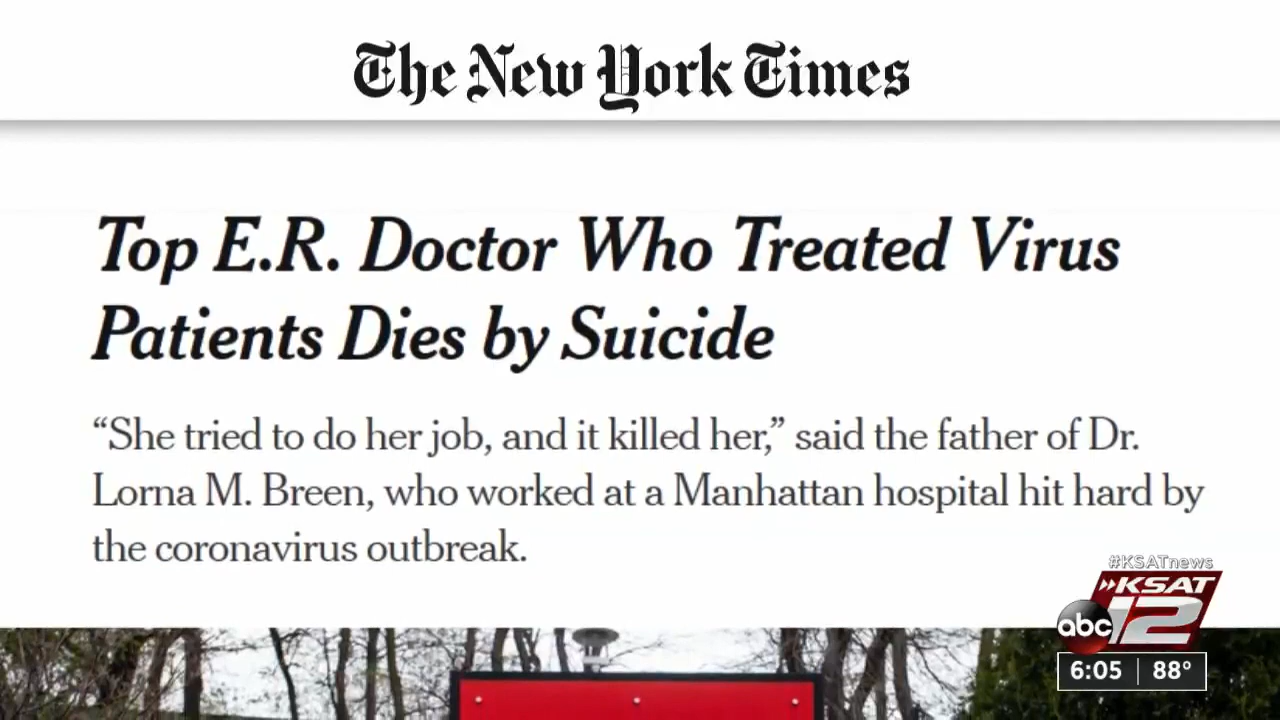 The New York Times
Top E.R. Doctor Who Treated Virus
Patients Dies by Suicide
“She tried to do her job, and it killed her,” said the father of Dr.
Lorna M. Breen, who worked at a Manhattan hospital hit hard by
the coronavirus outbreak.
#KSATnews
KSAT
abc 12
6:05 88°